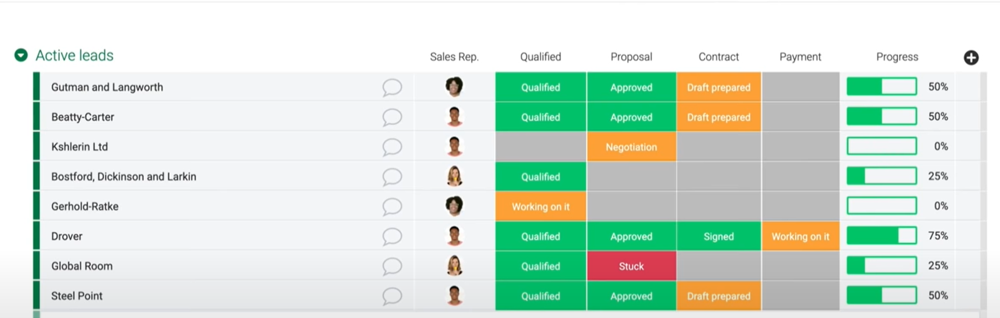 Active leads Sales Rep. Qualified Proposal Contract Payment Progress
Gutman and Langworth Qualified Approved Draft prepared 50%
Beatty-Carter Qualified Approved Draft prepared 50%
Kshlerin Ltd Negotiation 0%
Bostford, Dickinson and Larkin Qualified 25%
Gerhold-Ratke Working on it 0%
Drover Qualified Approved Signed Working on it 75%
Global Room Qualified Stuck 25%
Steel Point Qualified Approved Draft prepared 50%